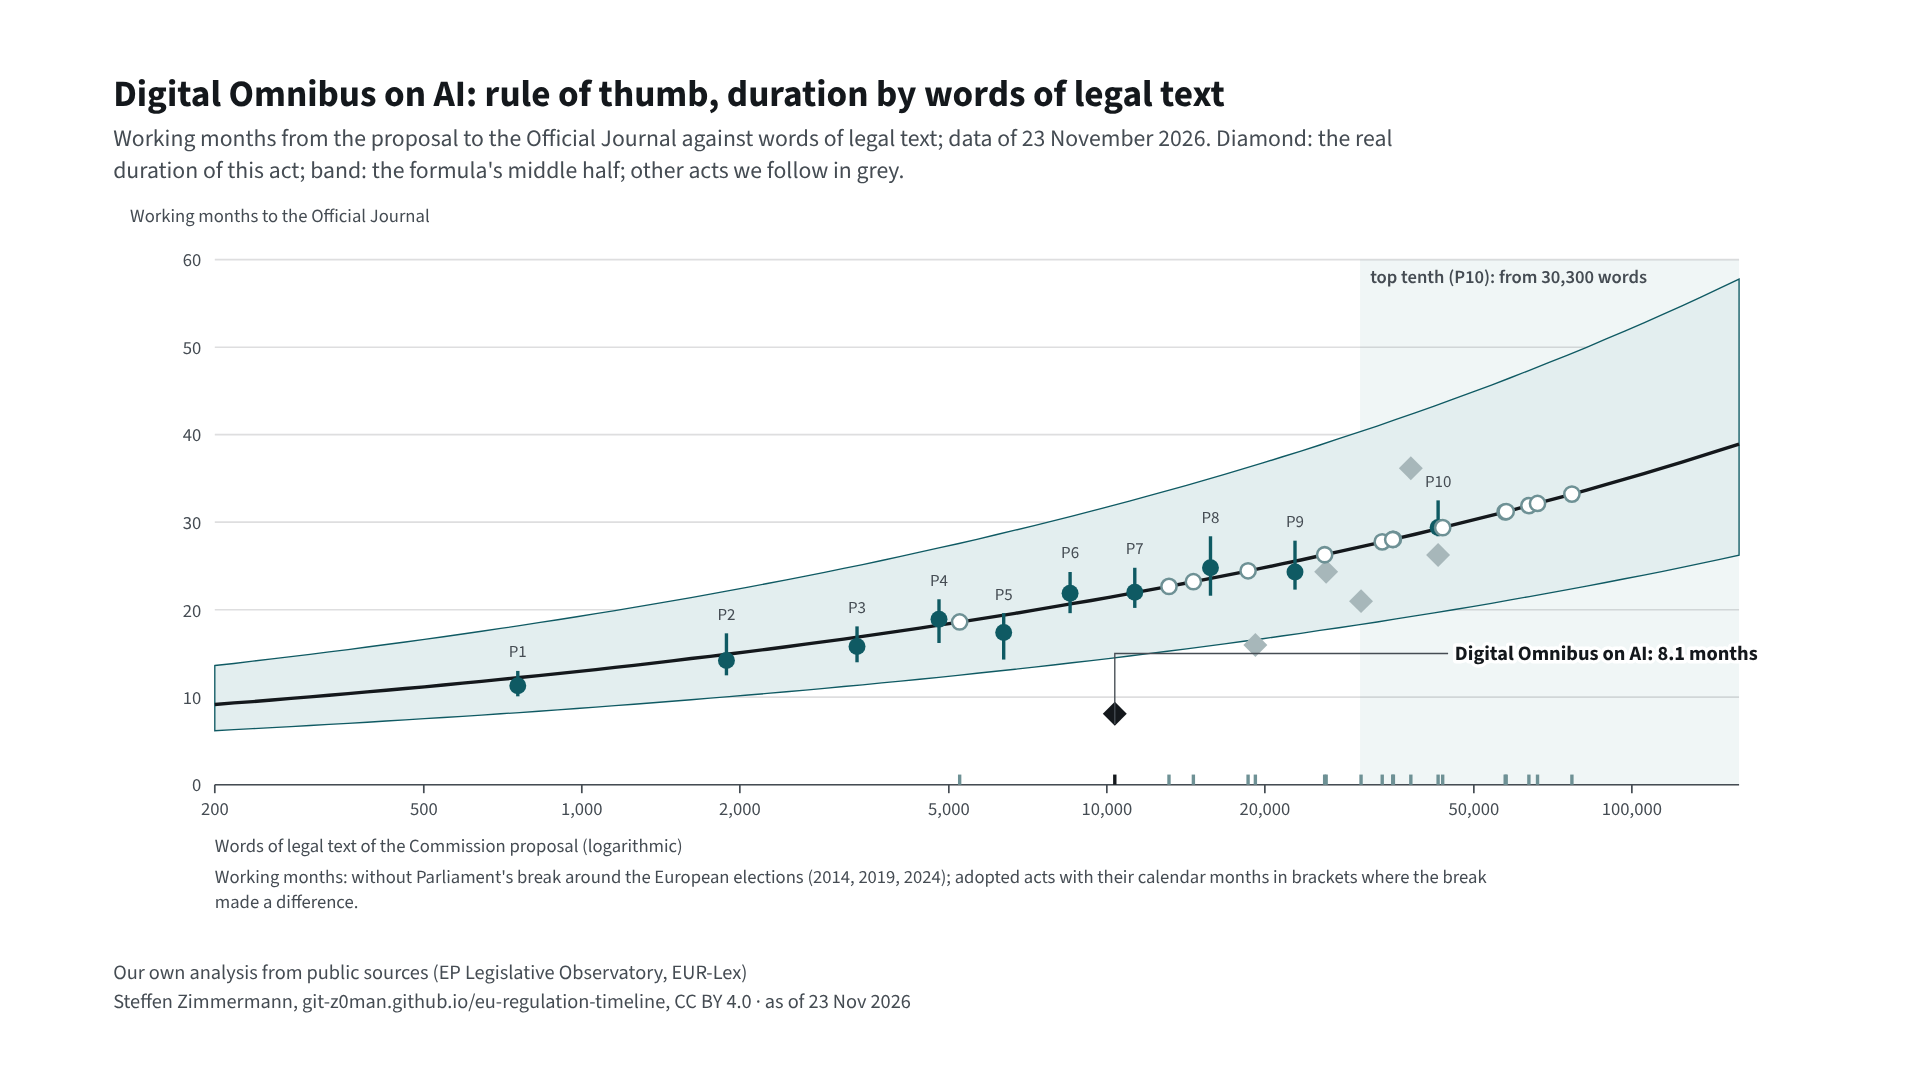 Digital Omnibus on AI: rule of thumb, duration by words of legal text
Working months from the proposal to the Official Journal against words of legal text; data of 23 November 2026. Diamond: the real
duration of this act; band: the formula's middle half; other acts we follow in grey.
Working months to the Official Journal
60
top tenth (P10): from 30,300 words
50
40
P10
30
P8
P9
P7
P6
P4
20
P5
P3
P2
P1
Digital Omnibus on AI: 8.1 months
10
0
200
500
1,000
2,000
5,000
10,000
20,000
50,000
100,000
Words of legal text of the Commission proposal (logarithmic)
Working months: without Parliament's break around the European elections (2014, 2019, 2024); adopted acts with their calendar months in brackets where the break
made a difference.
Our own analysis from public sources (EP Legislative Observatory, EUR-Lex)
Steffen Zimmermann, git-z0man.github.io/eu-regulation-timeline, CC BY 4.0 · as of 23 Nov 2026